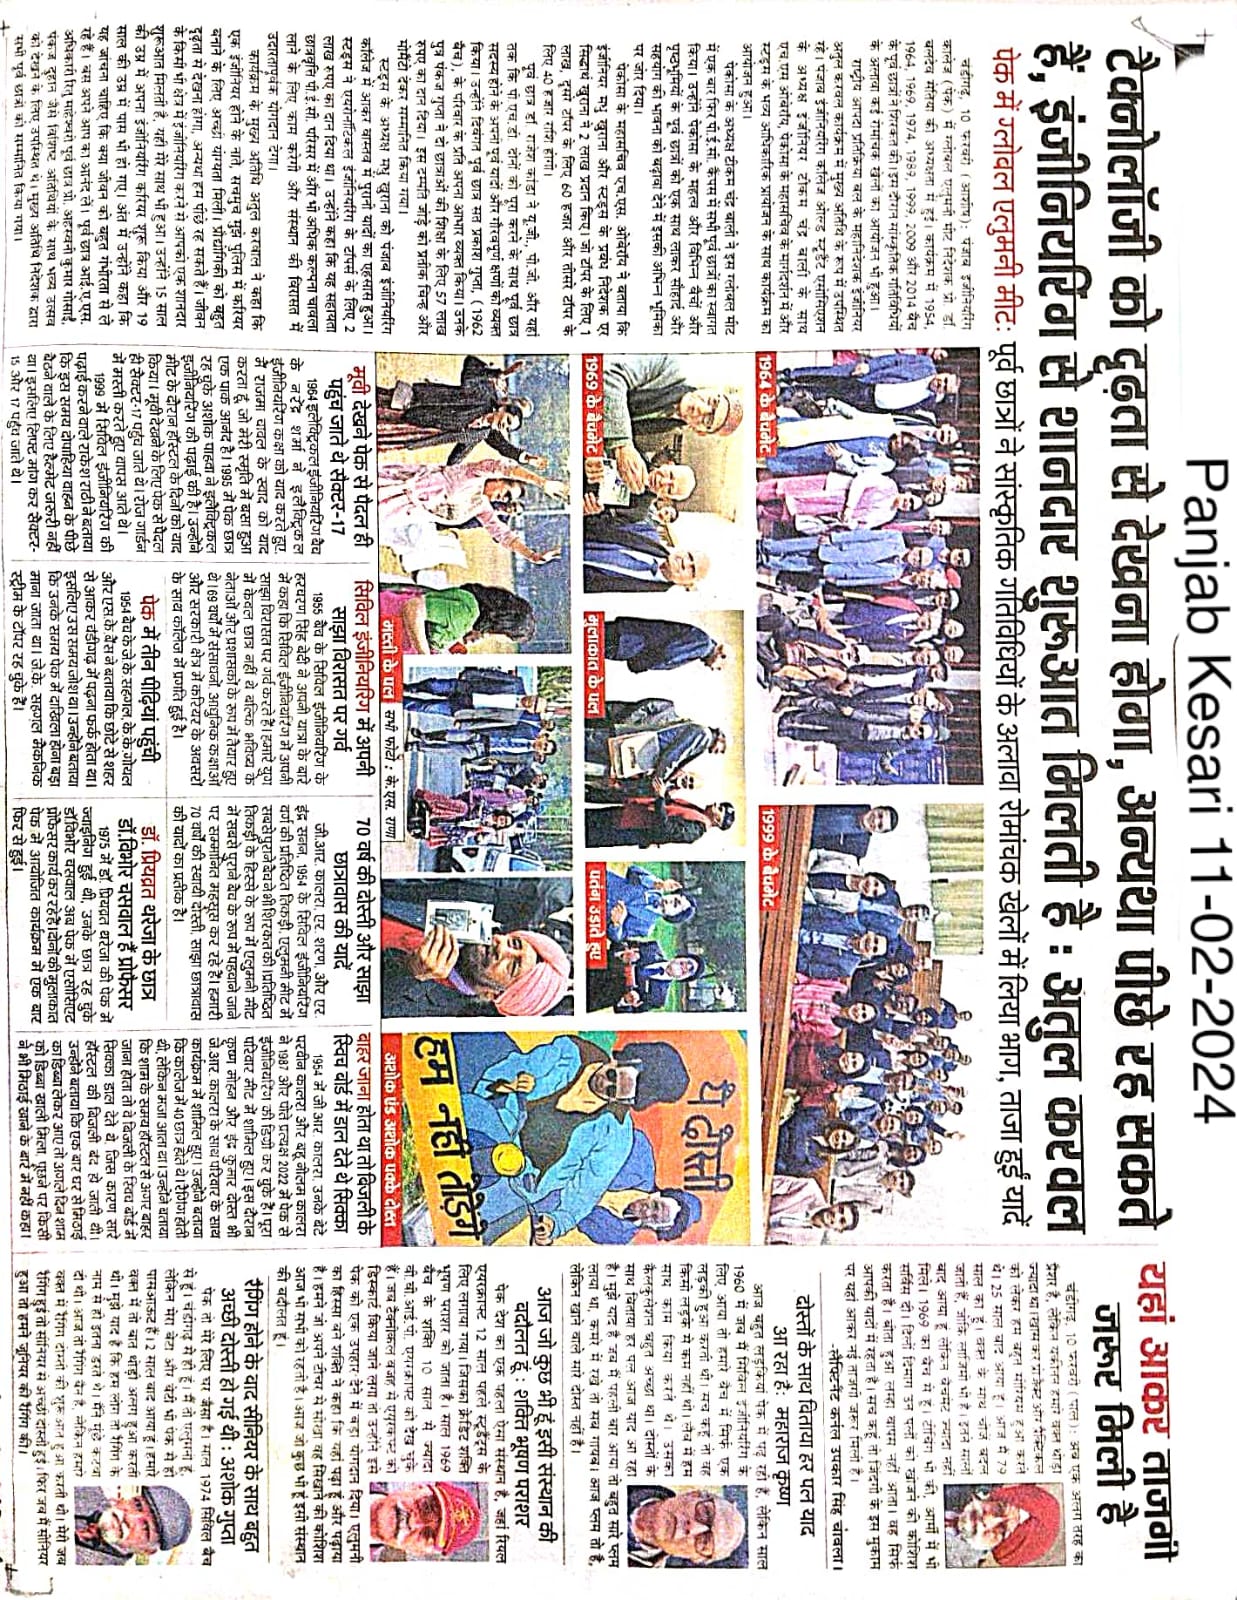 Panjab Kesari 11-02-2024
टैक्नोलॉजी को दृढ़ता से देखना होगा, अन्यथा पीछे रह सकते
हैं, इंजीनियरिंग से शानदार शुरूआत मिलती है : अतुल करवल
पेक में ग्लोबल एलुमनी मीट: पूर्व छात्रों ने सांस्कृतिक गतिविधियों के अलावा रोमांचक खेलों में लिया भाग, ताजा हुईं यादें
चंडीगढ़, 10 फरवरी (आशीष): पंजाब इंजीनियरिंग
कालेज (पेक) में ग्लोबल एलुमनी मीट निदेशक प्रो. डॉ.
बलदेव सेतिया की अध्यक्षता में हुई। कार्यक्रम में 1954,
1964, 1969, 1974, 1989, 1999, 2009 और 2014 बैच
के पूर्व छात्रों ने शिरकत की। इस दौरान सांस्कृतिक गतिविधियों
के अलावा कई रोमांचक खेलों का आयोजन भी हुआ।
राष्ट्रीय आपदा प्रतिक्रिया बल के महानिदेशक इंजीनियर
अतुल करवल कार्यक्रम में मुख्य अतिथि के रूप में उपस्थित
रहे। पंजाब इंजीनियरिंग कॉलेज ओल्ड स्टूडैंट एसोसिएशन
के अध्यक्ष इंजीनियर टीकम चंद्र बाली के साथ
एच.एस ओबेरॉय, पेकोसा के महासचिव के मार्गदर्शन में और
स्टड्स के भव्य आधिकारिक प्रायोजन के साथ कार्यक्रम का
आयोजन हुआ।
पेकोसा के अध्यक्ष टीकम चंद्र बाली ने इस ग्लोबल मीट
में एक बार फिर पी.ई.सी. कैंपस में सभी पूर्व छात्रों का स्वागत
किया। उन्होंने पेकोसा के महत्व और विभिन्न बैचों और
पृष्ठभूमियों के पूर्व छात्रों को एक साथ लाकर सौहार्द और
सहयोग की भावना को बढ़ावा देने में इसकी अभिन्न भूमिका
पर जोर दिया।
पेकोसा के महासचिव एच.एस. ओबेरॉय ने बताया कि
इंजीनियर मधु खुराना और स्टड्स के प्रबंध निदेशक एर
सिद्धार्थ खुराना ने 2 लाख प्रदान किए। जो टॉपर के लिए 1
लाख, दूसरे टॉपर के लिए 60 हजार और तीसरे टॉपर के
लिए 40 हजार राशि होगी।
पूर्व छात्र डॉ. राजेश कांडा ने यू.जी., पी.जी. और यहां
तक कि पी.एच.डी. दोनों को पूरा करने के साथ पूर्व छात्र
सदस्य होने के अपनी पूर्व यादों और गौरवपूर्ण क्षणों को व्यक्त
किया। उन्होंने दिवंगत पूर्व छात्र सत प्रकाश गुप्ता, (1962
बैच), के परिवार के प्रति अपना आभार व्यक्त किया। उनके
पुत्र पंकज गुप्ता ने दो छात्राओं की शिक्षा के लिए 57 लाख
रुपए का दान दिया। इस दम्पति जोड़े को प्रतीक चिन्ह और
मोमैंटो देकर सम्मानित किया गया।
स्टड्स के अध्यक्ष मधु खुराना को पंजाब इंजीनियरिंग
कॉलेज में आकर वास्तव में पुरानी यादों का एहसास हुआ।
स्टड्स ने एयरोनॉटिकल इंजीनियरिंग के टॉपर्स के लिए 2
लाख रुपए का दान दिया था। उन्होंने कहा कि यह सहायता
छात्रवृत्ति पी.ई.सी. परिसर में और भी अधिक कल्पना चावला
लाने के लिए काम करेगी और संस्थान की विरासत में
उदारतापूर्वक योगदान देगा।
कार्यक्रम के मुख्य अतिथि अतुल करवाल ने कहा कि
एक इंजीनियर होने के नाते, सचमुच मुझे पुलिस में करियर
बनाने के लिए अच्छी योग्यता मिली। प्रौद्योगिकी को बहुत
दृढ़ता से देखना होगा, अन्यथा हम पीछे रह सकते हैं। जीवन
के किसी भी क्षेत्र में इंजीनियरिंग करने से आपको एक शानदार
शुरूआत मिलती है, यही मेरे साथ भी हुआ। उन्होंने 15 साल
की उम्र में अपना इंजीनियरिंग करियर शुरू किया और 19
साल की उम्र में पास भी हो गए। अंत में उन्होंने कहा कि
यह जांचना चाहिए कि क्या जीवन को बहुत गंभीरता से ले
रहे हैं। बस अपने आप का आनंद लें। पूर्व छात्र आई.ए.एस.
अधिकारी रितु माहेश्वरी पूर्व छात्र प्रो. अहस्वनी कुमार गोसाईं,
पंकज दूहान जैसे विशिष्ट अतिथियों के साथ भव्य उत्सव
को देखने के लिए उपस्थित थे। मुख्य अतिथि निदेशक द्वारा
सभी पूर्व छात्रों को सम्मानित किया गया।
1964 के बैचमेट
1999 के बैचमेट
1969 के बैचमेट
मुलाकात के पल
पतंग उड़ाते हुए
ये दोस्ती
हम नहीं तोड़ेगे
मस्ती के पल
सभी फोटो : के.एस. राणा
अशोक एंड अशोक पक्के दोस्त
मूवी देखने पेक से पैदल ही
पहुंच जाते थे सैक्टर-17
1964 इलैक्ट्रिकल इंजीनियरिंग बैच
के नरेंद्र शर्मा ने इलैक्ट्रिकल
इंजीनियरिंग कक्षा को याद करते हुए,
मैं राजमा चावल के स्वाद को याद
करता हूं, जो मेरी स्मृति में बसा हुआ
एक पाक आनंद है। 1995 में पेक छात्र
रह चुके अशोक पाहवा ने इलैक्ट्रिकल
इंजीनियरिंग की पढ़ाई की है। उन्होंने
मीट के दौरान हॉस्टल के दिनों को याद
किया। मूवी देखने के लिए पेक से पैदल
ही सैक्टर-17 पहुंच जाते थे। रोज गार्डन
में मस्ती करते हुए वापस आते थे।
1999 में सिविल इंजीनियरिंग की
पढ़ाई करने वाले राकेश राठी ने बताया
कि इस समय दोपाहिया वाहन के पीछे
बैठने वाले के लिए हैल्मेट जरूरी नहीं
था। इसलिए लिफ्ट मांग कर सैक्टर-
15 और 17 पहुंच जाते थे।
सिविल इंजीनियरिंग में अपनी
साझा विरासत पर गर्व
1955 बैच के सिविल इंजीनियरिंग के
हरचरण सिंह बेदी ने अपनी यात्रा के बारे
में कहा कि सिविल इंजीनियरिंग में अपनी
साझा विरासत पर गर्व करते हैं। हमारे युग
में केवल छात्र नहीं थे बल्कि भविष्य के
नेताओं और प्रशासकों के रूप में तैयार हुए
थे। 69 वर्षों में संसाधनों, आधुनिक कक्षाओं
और सरकारी क्षेत्र में करियर के अवसरों
के साथ कॉलेज में प्रगति हुई है।
पेक में तीन पीढ़ियां पहुंचीं
1954 बैच के जे.के. सहगल, के.के. गोयल
और एस.के. बैंस ने बताया कि छोटे से शहर
से आकर चंडीगढ़ में पढ़ना फर्क होता था।
इसलिए उस समय जोश था। उन्होंने बताया
कि उनके समय पेक में दाखिला होना बड़ा
माना जाता था। जे.के. सहगल मैकनिक
स्ट्रीम के टॉपर रह चुके हैं।
70 वर्ष की दोस्ती और साझा
छात्रावास की यादें
जी.आर. कालरा, एर. शरण, और एर.
इंद्र सनन, 1954 के सिविल इंजीनियरिंग
वर्ग की प्रतिष्ठित तिकड़ी, एलुमनी मीट में
सबसे पुराने बैच ने भी शिरकत की। प्रतिष्ठित
तिकड़ी के हिस्से के रूप में एलुमनी मीट
में सबसे पुराने बैच के रूप में पहचाने जाने
पर सम्मानित महसूस कर रहे हैं। हमारी
70 वर्षों की स्थायी दोस्ती, साझा छात्रावास
की यादों का प्रतीक है।
डॉ. प्रियव्रत थरेजा के छात्र
डॉ.विभोर चसवाल हैं प्रोफेसर
1975 में डॉ. प्रियव्रत थरेजा की पेक में
ज्वाइनिंग हुई थी, उनके छात्र रह चुके
डॉ.विभोर चसवाल अब पेक में एसोसिएट
प्रोफेसर कार्य कर रहे हैं। दोनों की मुलाकात
पेक में आयोजित कार्यक्रम में एक बार
फिर से हुई।
बाहर जाना होता था तो बिजली के
स्विच बोर्ड में डाल देते थे सिक्का
1954 में जी.आर. कालरा, उनके बेटे
परवीन कालरा और बहू नीलम कालरा
ने 1987 और पोते प्रत्यक्ष 2022 में पेक से
इंजीनियरिंग की डिग्री कर चुके हैं। पूरा
परिवार मीट में शामिल हुए। इस दौरान
कृष्ण मोहन और इंद्र कुमार दोस्त भी
जे.आर. कालरा के साथ परिवार के साथ
कार्यक्रम में शामिल हुए। उन्होंने बताया
कि कालेज में 40 छात्र होते थे। रैगिंग होती
थी, लेकिन मजा आता था। उन्होंने बताया
कि शाम के समय हॉस्टल से अगर बाहर
जाना होता तो वे बिजली के स्विच बोर्ड में
सिक्का डाल देते थे, जिस कारण सारे
हॉस्टल की बिजली बंद हो जाती थी।
उन्होंने बताया कि एक बार घर से मिठाई
का डिब्बा लेकर आए तो अगले दिन शाम
को डिब्बा खाली मिला, पूछने पर किसी
ने भी मिठाई खाने के बारे में नहीं कहा।
यहां आकर ताजगी
जरूर मिली है
चंडीगढ़, 10 फरवरी (पाल): अब एक अलग तरह का
प्रैशर है, लेकिन यकीनन हमारे वक्त थोड़ा
ज्यादा था। खास कर प्रोजैक्ट और प्रैक्टिकल
को लेकर हम बहुत सीरियस हुआ करते
थे। 25 साल बाद आया हूं। आज मैं 79
साल का हूं। वक्त के साथ चीजें बदल
जाती हैं, जोकि लाजिमी भी है। इतने सालों
बाद आया हूं लेकिन बैचमेट ज्यादा नहीं
मिले। 1969 का बैच से हूं। टीचिंग भी की, आर्मी में भी
सर्विस दी। दिलो दिमाग उन पलों को खोजने की कोशिश
करता है। बीता हुआ लम्हा वापस नहीं आता। वह सिर्फ
आपकी यादों में रहता है। सच कहूं तो जिंदगी के इस मुकाम
पर यहां आकर नई ताजगी जरूर मिली है।
-लैफ्टिनैंट कर्नल उपकार सिंह चावला।
दोस्तों के साथ बिताया हर पल याद
आ रहा है: महाराज कृष्ण
आज बहुत लड़कियां पेक में पढ़ रही हैं, लेकिन साल
1960 में जब मैं सिविल इंजीनियरिंग के
लिए आया तो हमारे बैच में सिर्फ एक
लड़की हुआ करती थी। सच कहूं तो वह
किसी लड़के से कम नहीं थी। लैब में हम
साथ काम किया करते थे। उसका
कैलकुलेशन बहुत अच्छा था। दोस्तों के
साथ बिताया हर पल आज याद आ रहा
है। मुझे याद है जब मैं पहली बार आया तो बहुत सारे प्लम
लाया था, कमरे में रखे तो सब गायब। आज प्लम तो है,
लेकिन खाने वाले सारे दोस्त नहीं है।
आज जो कुछ भी हूं इसी संस्थान की
बदौलत हूं : शक्ति भूषण पराशर
पेक देश का एक पहला ऐसा संस्थान है, जहां रियल
एयरक्राफ्ट 12 साल पहले स्टूडैंट्स के
लिए लगाया गया। जिसका क्रेडिट शक्ति
भूषण पराशर को जाता है। साल 1969
बैच के शक्ति 10 साल से ज्यादा
वी.वी.आई.पी. एयरक्राफ्ट को देख चुके
हैं। जब टैक्नीकल वजह से एयरक्राफ्ट को
डिस्कार्ट किया जाने लगा तो उन्होंने इसे
पेक को एक उपहार देने में बड़ा योगदान दिया। एलुमनी
का हिस्सा बने शक्ति ने कहा कि यहां पढ़ा हूं और पढ़ाया
है। हमने जो अपने टीचर से सीखा वह सिखाने की कोशिश
आज भी सभी को रहती है। आज जो कुछ भी हूं इसी संस्थान
की बदौलत हूं।
रैगिंग होने के वाद सीनियर के साथ बहुत
अच्छी दोस्ती हो गई थी : अशोक गुप्ता
पेक तो मेरे लिए घर जैसा है। साल 1974 सिविल बैच
से हूं। चंडीगढ़ से ही हूं। मैं तो एलुमनी हूं,
लेकिन मेरा बेटा और बेटी भी पेक से ही
पासआऊट हैं। 2 साल बाद आया हूं। हमारे
वक्त में तो बात थोड़ी अलग हुआ करती
थी। मुझे याद है कि हम लोग तो रैगिंग के
नाम से ही इतना डरते थे। मैंने मूंछे कटवा
दी थी। आज तो रैगिंग बैन है, लेकिन हमारे
वक्त में रैगिंग दोस्ती की शुरूआत हुआ करती थी। मेरी जब
रैगिंग हुई तो सीनियर से अच्छी दोस्ती हुई। फिर जब मैं सीनियर
हुआ तो हमने जूनियर की रैगिंग की।